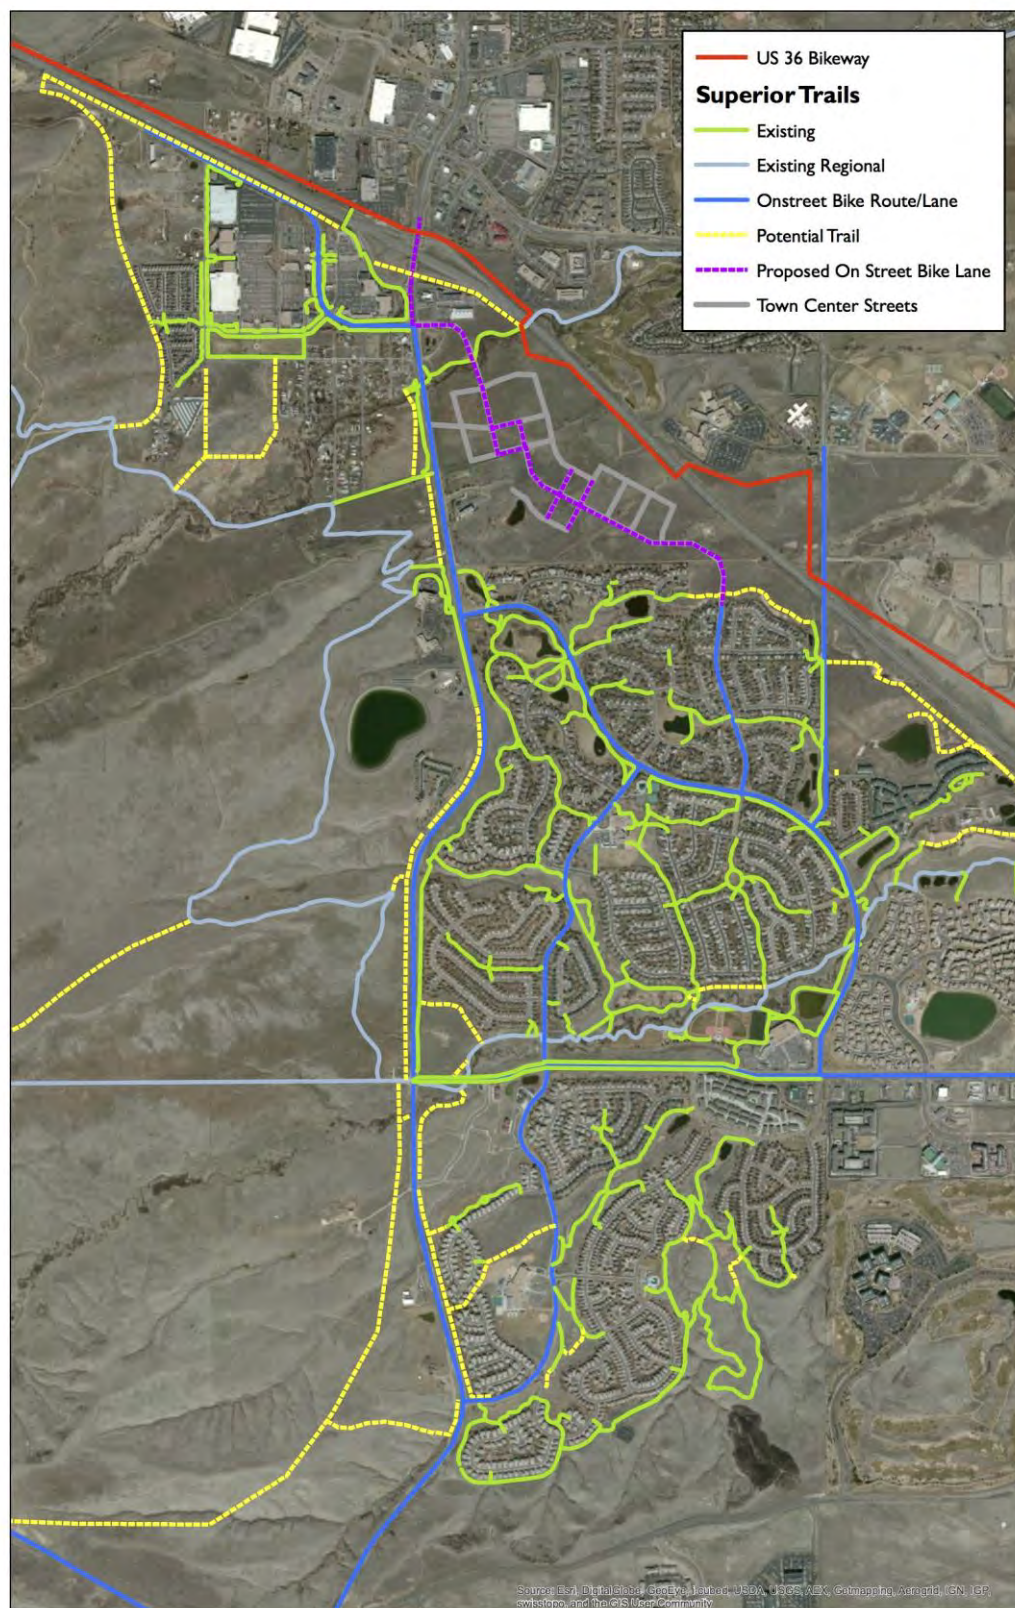 US 36 Bikeway
Superior Trails
Existing
Existing Regional
Onstreet Bike Route/Lane
Potential Trail
Proposed On Street Bike Lane
Town Center Streets
Source: Esri, DigitalGlobe, GeoEye, i-cubed, USDA, USGS, AEX, Getmapping, Aerogrid, IGN, IGP,
swisstopo, and the GIS User Community